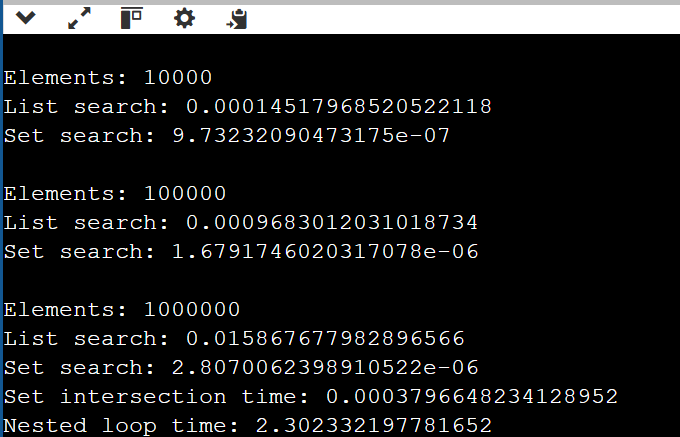 Elements: 10000
List search: 0.00014517968520522118
Set search: 9.73232090473175e-07
Elements: 100000
List search: 0.0009683012031018734
Set search: 1.6791746020317078e-06
Elements: 1000000
List search: 0.015867677982896566
Set search: 2.8070062398910522e-06
Set intersection time: 0.0003796648234128952
Nested loop time: 2.302332197781652